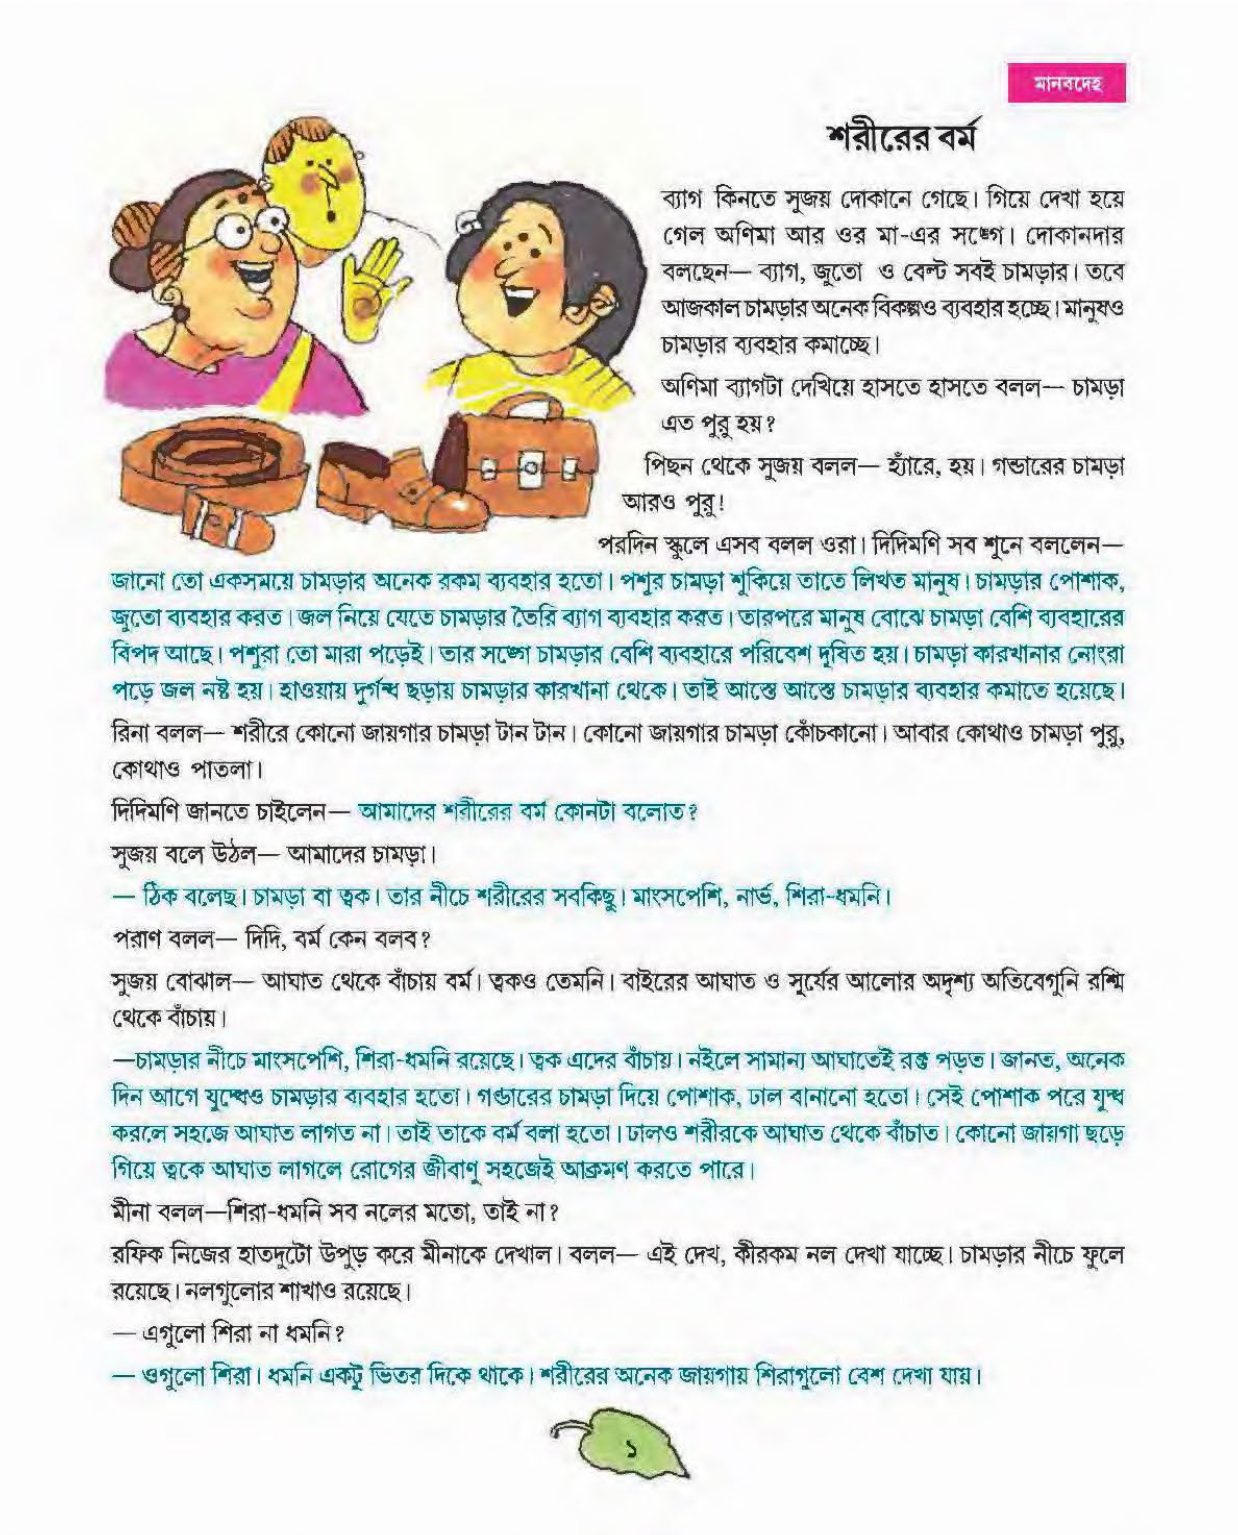 মানবদেহ
শরীরের বর্ম
ব্যাগ কিনতে সুজয় দোকানে গেছে। গিয়ে দেখা হয়ে
গেল অণিমা আর ওর মা-এর সঙ্গে। দোকানদার
বলছেন— ব্যাগ, জুতো ও বেল্ট সবই চামড়ার। তবে
আজকাল চামড়ার অনেক বিকল্পও ব্যবহার হচ্ছে। মানুষও
চামড়ার ব্যবহার কমাচ্ছে।
অণিমা ব্যাগটা দেখিয়ে হাসতে হাসতে বলল— চামড়া
এত পুরু হয়?
পিছন থেকে সুজয় বলল— হ্যাঁরে, হয়। গন্ডারের চামড়া
আরও পুরু!
পরদিন স্কুলে এসব বলল ওরা। দিদিমণি সব শুনে বললেন—
জানো তো একসময়ে চামড়ার অনেক রকম ব্যবহার হতো। পশুর চামড়া শুকিয়ে তাতে লিখত মানুষ। চামড়ার পোশাক,
জুতো ব্যবহার করত। জল নিয়ে যেতে চামড়ার তৈরি ব্যাগ ব্যবহার করত। তারপরে মানুষ বোঝে চামড়া বেশি ব্যবহারের
বিপদ আছে। পশুরা তো মারা পড়েই। তার সঙ্গে চামড়ার বেশি ব্যবহারে পরিবেশ দূষিত হয়। চামড়া কারখানার নোংরা
পড়ে জল নষ্ট হয়। হাওয়ায় দুর্গন্ধ ছড়ায় চামড়ার কারখানা থেকে। তাই আস্তে আস্তে চামড়ার ব্যবহার কমাতে হয়েছে।
রিনা বলল— শরীরে কোনো জায়গার চামড়া টান টান। কোনো জায়গার চামড়া কোঁচকানো। আবার কোথাও চামড়া পুরু,
কোথাও পাতলা।
দিদিমণি জানতে চাইলেন— আমাদের শরীরের বর্ম কোনটা বলোত?
সুজয় বলে উঠল— আমাদের চামড়া।
— ঠিক বলেছ। চামড়া বা ত্বক। তার নীচে শরীরের সবকিছু। মাংসপেশি, নার্ভ, শিরা-ধমনি।
পরাণ বলল— দিদি, বর্ম কেন বলব?
সুজয় বোঝাল— আঘাত থেকে বাঁচায় বর্ম। ত্বকও তেমনি। বাইরের আঘাত ও সূর্যের আলোর অদৃশ্য অতিবেগুনি রশ্মি
থেকে বাঁচায়।
—চামড়ার নীচে মাংসপেশি, শিরা-ধমনি রয়েছে। ত্বক এদের বাঁচায়। নইলে সামান্য আঘাতেই রক্ত পড়ত। জানত, অনেক
দিন আগে যুদ্ধেও চামড়ার ব্যবহার হতো। গণ্ডারের চামড়া দিয়ে পোশাক, ঢাল বানানো হতো। সেই পোশাক পরে যুদ্ধ
করলে সহজে আঘাত লাগত না। তাই তাকে বর্ম বলা হতো। ঢালও শরীরকে আঘাত থেকে বাঁচাত। কোনো জায়গা ছড়ে
গিয়ে ত্বকে আঘাত লাগলে রোগের জীবাণু সহজেই আক্রমণ করতে পারে।
মীনা বলল—শিরা-ধমনি সব নলের মতো, তাই না?
রফিক নিজের হাতদুটো উপুড় করে মীনাকে দেখাল। বলল— এই দেখ, কীরকম নল দেখা যাচ্ছে। চামড়ার নীচে ফুলে
রয়েছে। নলগুলোর শাখাও রয়েছে।
— এগুলো শিরা না ধমনি?
— ওগুলো শিরা। ধমনি একটু ভিতর দিকে থাকে। শরীরের অনেক জায়গায় শিরাগুলো বেশ দেখা যায়।
১